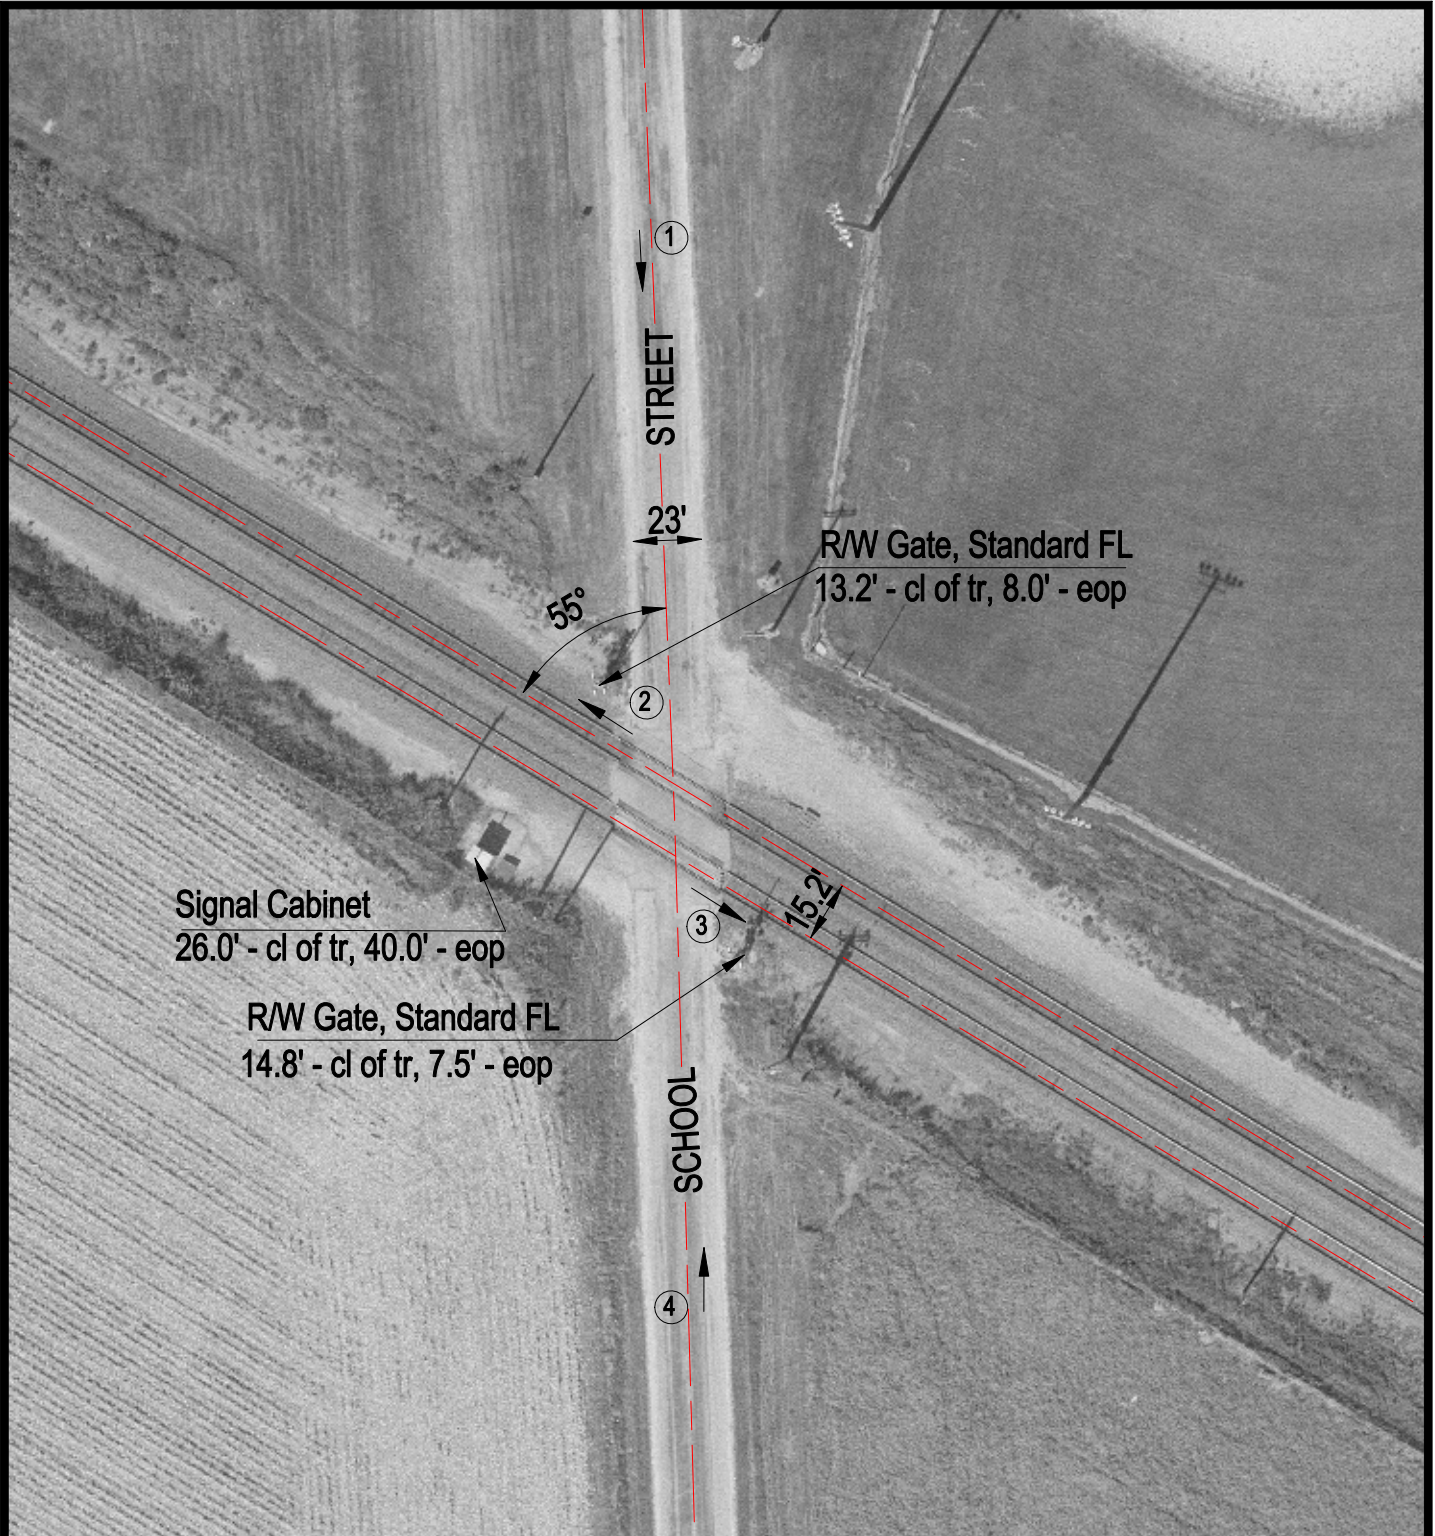 1
STREET
23'
R/W Gate, Standard FL
13.2' - cl of tr, 8.0' - eop
55°
2
15.2'
Signal Cabinet
26.0' - cl of tr, 40.0' - eop
3
R/W Gate, Standard FL
14.8' - cl of tr, 7.5' - eop
SCHOOL
4